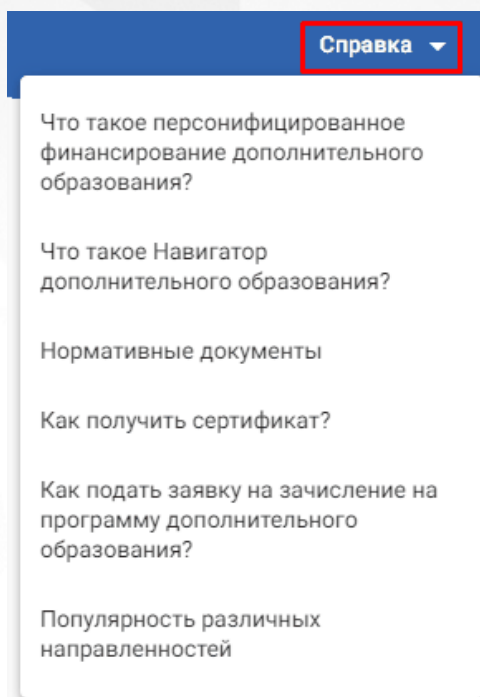 Справка
Что такое персонифицированное
финансирование дополнительного
образования?
Что такое Навигатор
дополнительного образования?
Нормативные документы
Как получить сертификат?
Как подать заявку на зачисление на
программу дополнительного
образования?
Популярность различных
направленностей